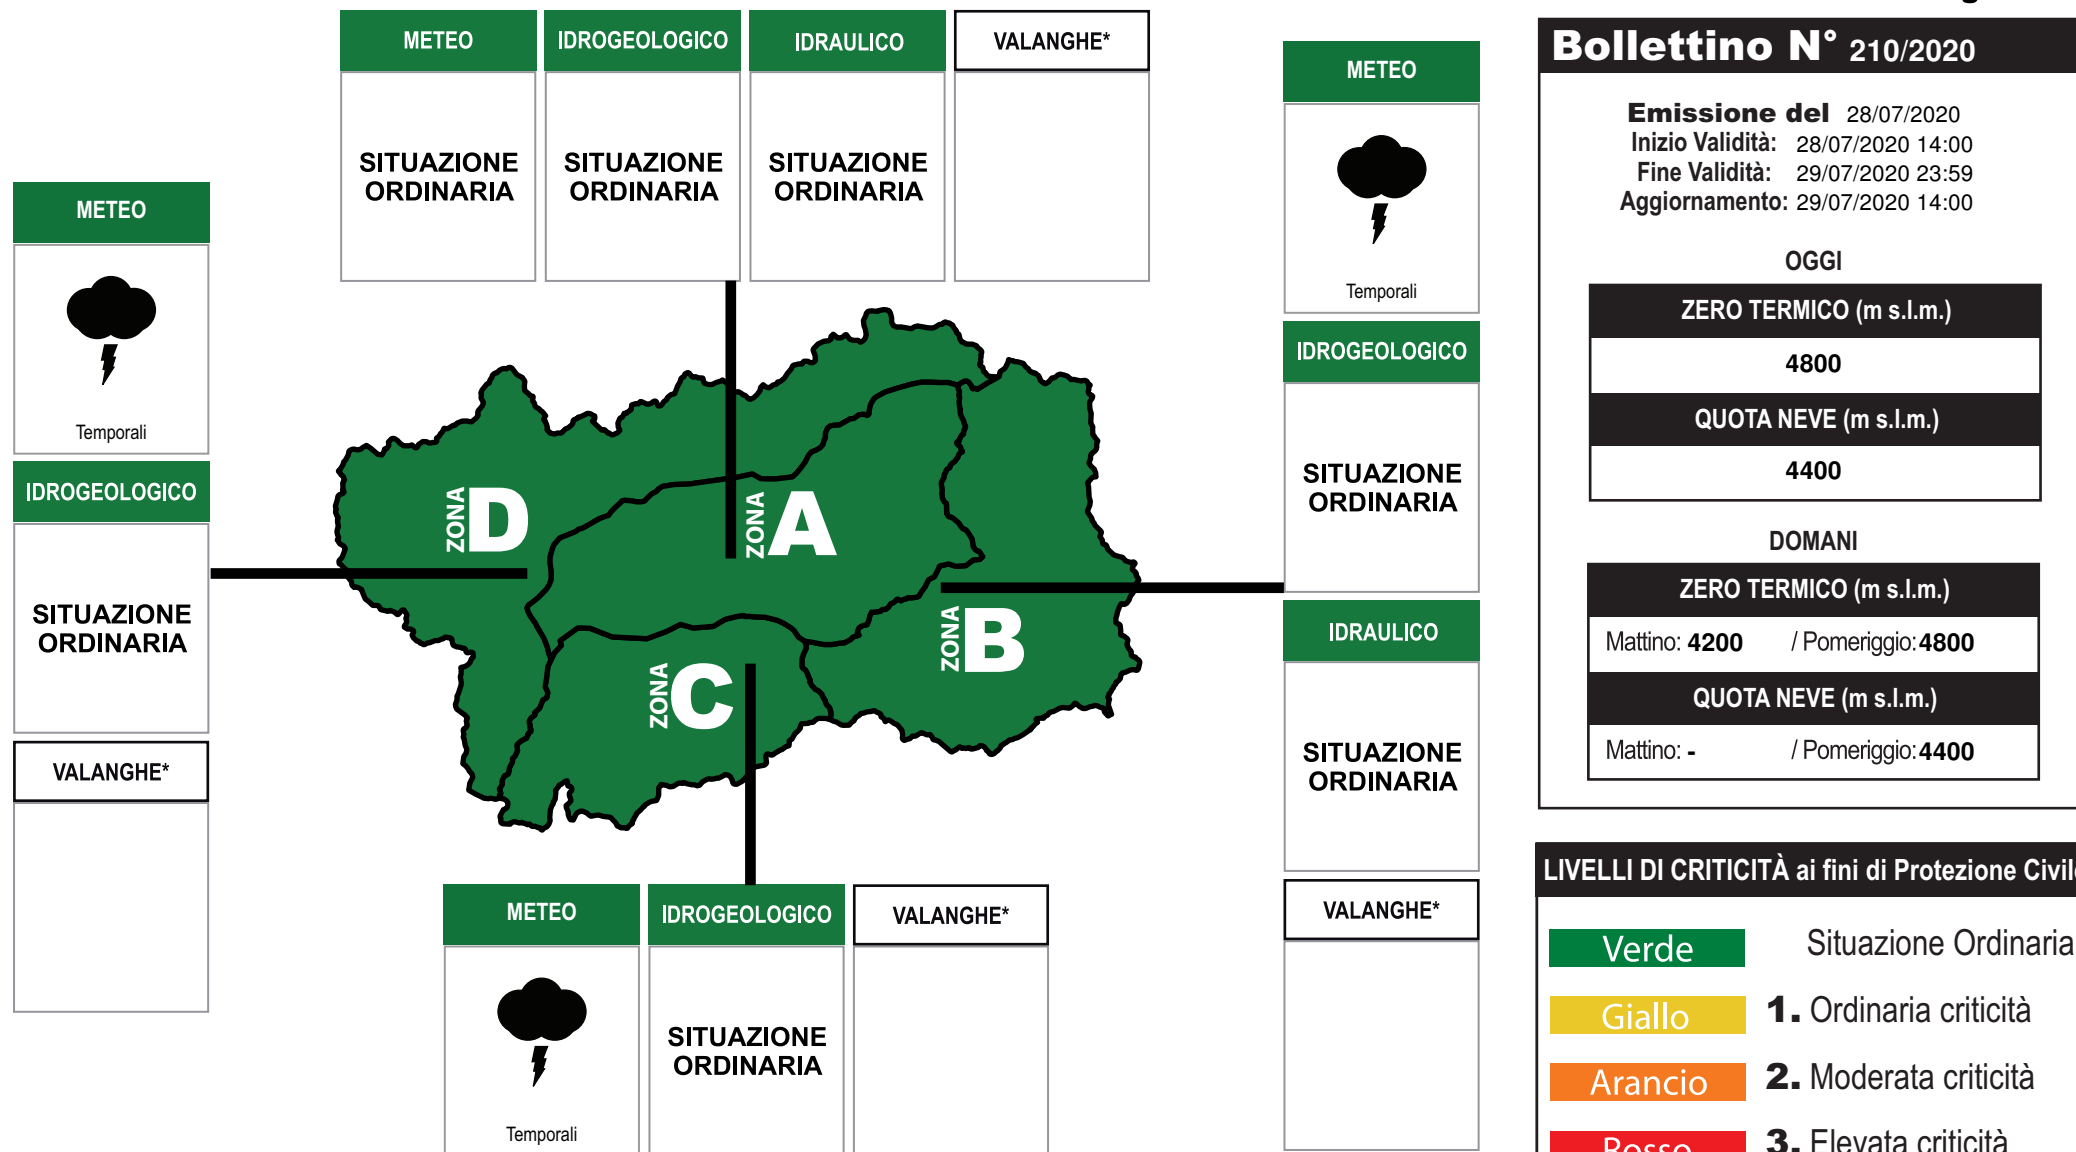 METEO
IDROGEOLOGICO
IDRAULICO
VALANGHE*
SITUAZIONE
ORDINARIA
SITUAZIONE
ORDINARIA
SITUAZIONE
ORDINARIA
METEO
Temporali
IDROGEOLOGICO
SITUAZIONE
ORDINARIA
VALANGHE*
ZONA D
ZONA A
ZONA B
ZONA C
METEO
Temporali
IDROGEOLOGICO
SITUAZIONE
ORDINARIA
IDRAULICO
SITUAZIONE
ORDINARIA
VALANGHE*
METEO
IDROGEOLOGICO
VALANGHE*
Temporali
SITUAZIONE
ORDINARIA
Bollettino N° 210/2020
Emissione del 28/07/2020
Inizio Validità: 28/07/2020 14:00
Fine Validità: 29/07/2020 23:59
Aggiornamento: 29/07/2020 14:00
OGGI
ZERO TERMICO (m s.l.m.)
4800
QUOTA NEVE (m s.l.m.)
4400
DOMANI
ZERO TERMICO (m s.l.m.)
Mattino: 4200 / Pomeriggio: 4800
QUOTA NEVE (m s.l.m.)
Mattino: - / Pomeriggio: 4400
LIVELLI DI CRITICITÀ ai fini di Protezione Civile
Verde Situazione Ordinaria
Giallo 1. Ordinaria criticità
Arancio 2. Moderata criticità
Rosso 3. Elevata criticità